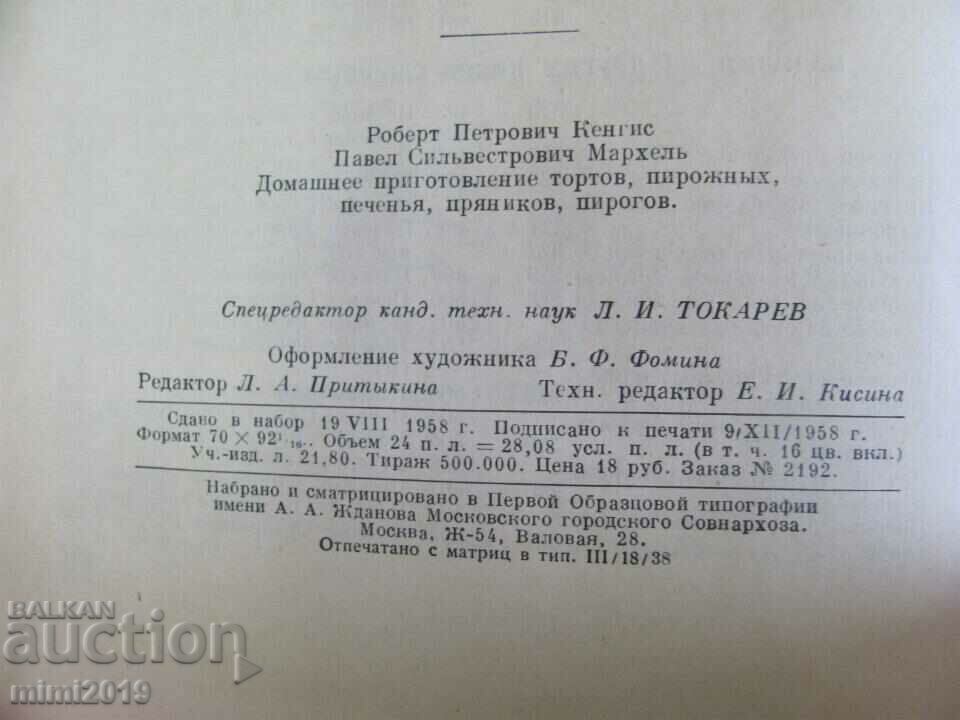 Роберт Петрович Кенгис
Павел Сильвестрович Мархель
Домашнее приготовление тортов, пирожных,
печенья, пряников, пирогов.
Спецредактор канд. техн. наук Л. И. ТОКАРЕВ
Оформление художника Б. Ф. Фомина
Редактор Л. А. Притыкина Техн. редактор Е. И. Кисина
Сдано в набор 19 VIII 1958 г. Подписано к печати 9/XII/1958 г.
Формат 70 × 92¹/₁₆. Объем 24 п. л. = 28,08 усл. п. л. (в т. ч. 16 цв. вкл.)
Уч.-изд. л. 21,80. Тираж 500.000. Цена 18 руб. Заказ № 2192.
Набрано и сматрицировано в Первой Образцовой типографии
имени А. А. Жданова Московского городского Совнархоза.
Москва, Ж-54, Валовая, 28.
Отпечатано с матриц в тип. III/18/38
BALKAN
auction
mimi2019